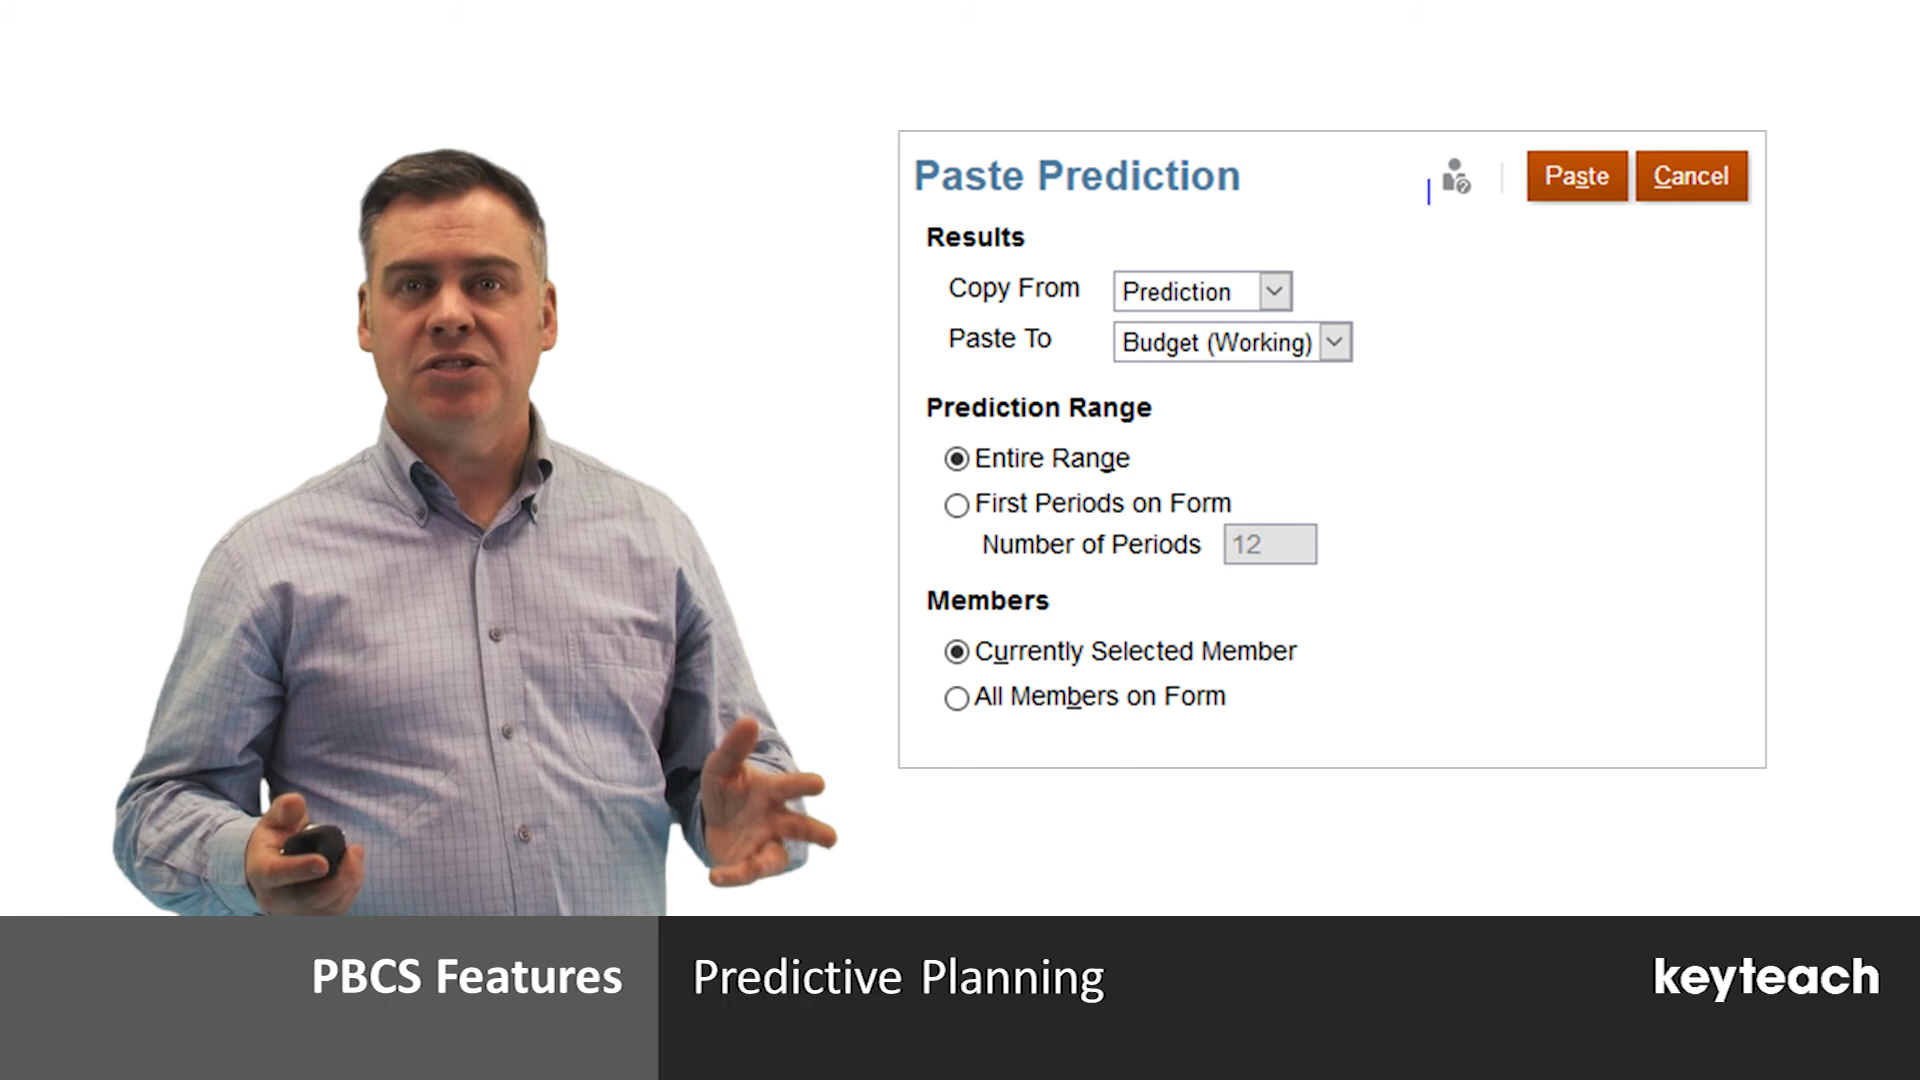 Paste Prediction
Paste
Cancel
Results
Copy From Prediction
Paste To Budget (Working)
Prediction Range
Entire Range
First Periods on Form
Number of Periods 12
Members
Currently Selected Member
All Members on Form
PBCS Features
Predictive Planning
keyteach